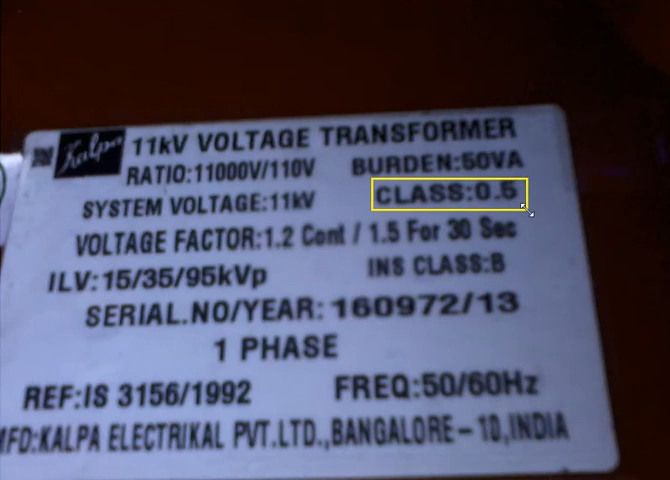 Kalpa 11kV VOLTAGE TRANSFORMER
RATIO:11000V/110V BURDEN:50VA
SYSTEM VOLTAGE:11kV CLASS:0.5
VOLTAGE FACTOR:1.2 Cont / 1.5 For 30 Sec
ILV:15/35/95kVp INS CLASS:B
SERIAL.NO/YEAR: 160972/13
1 PHASE
REF:IS 3156/1992 FREQ:50/60Hz
MFD:KALPA ELECTRIKAL PVT.LTD.,BANGALORE-10,INDIA